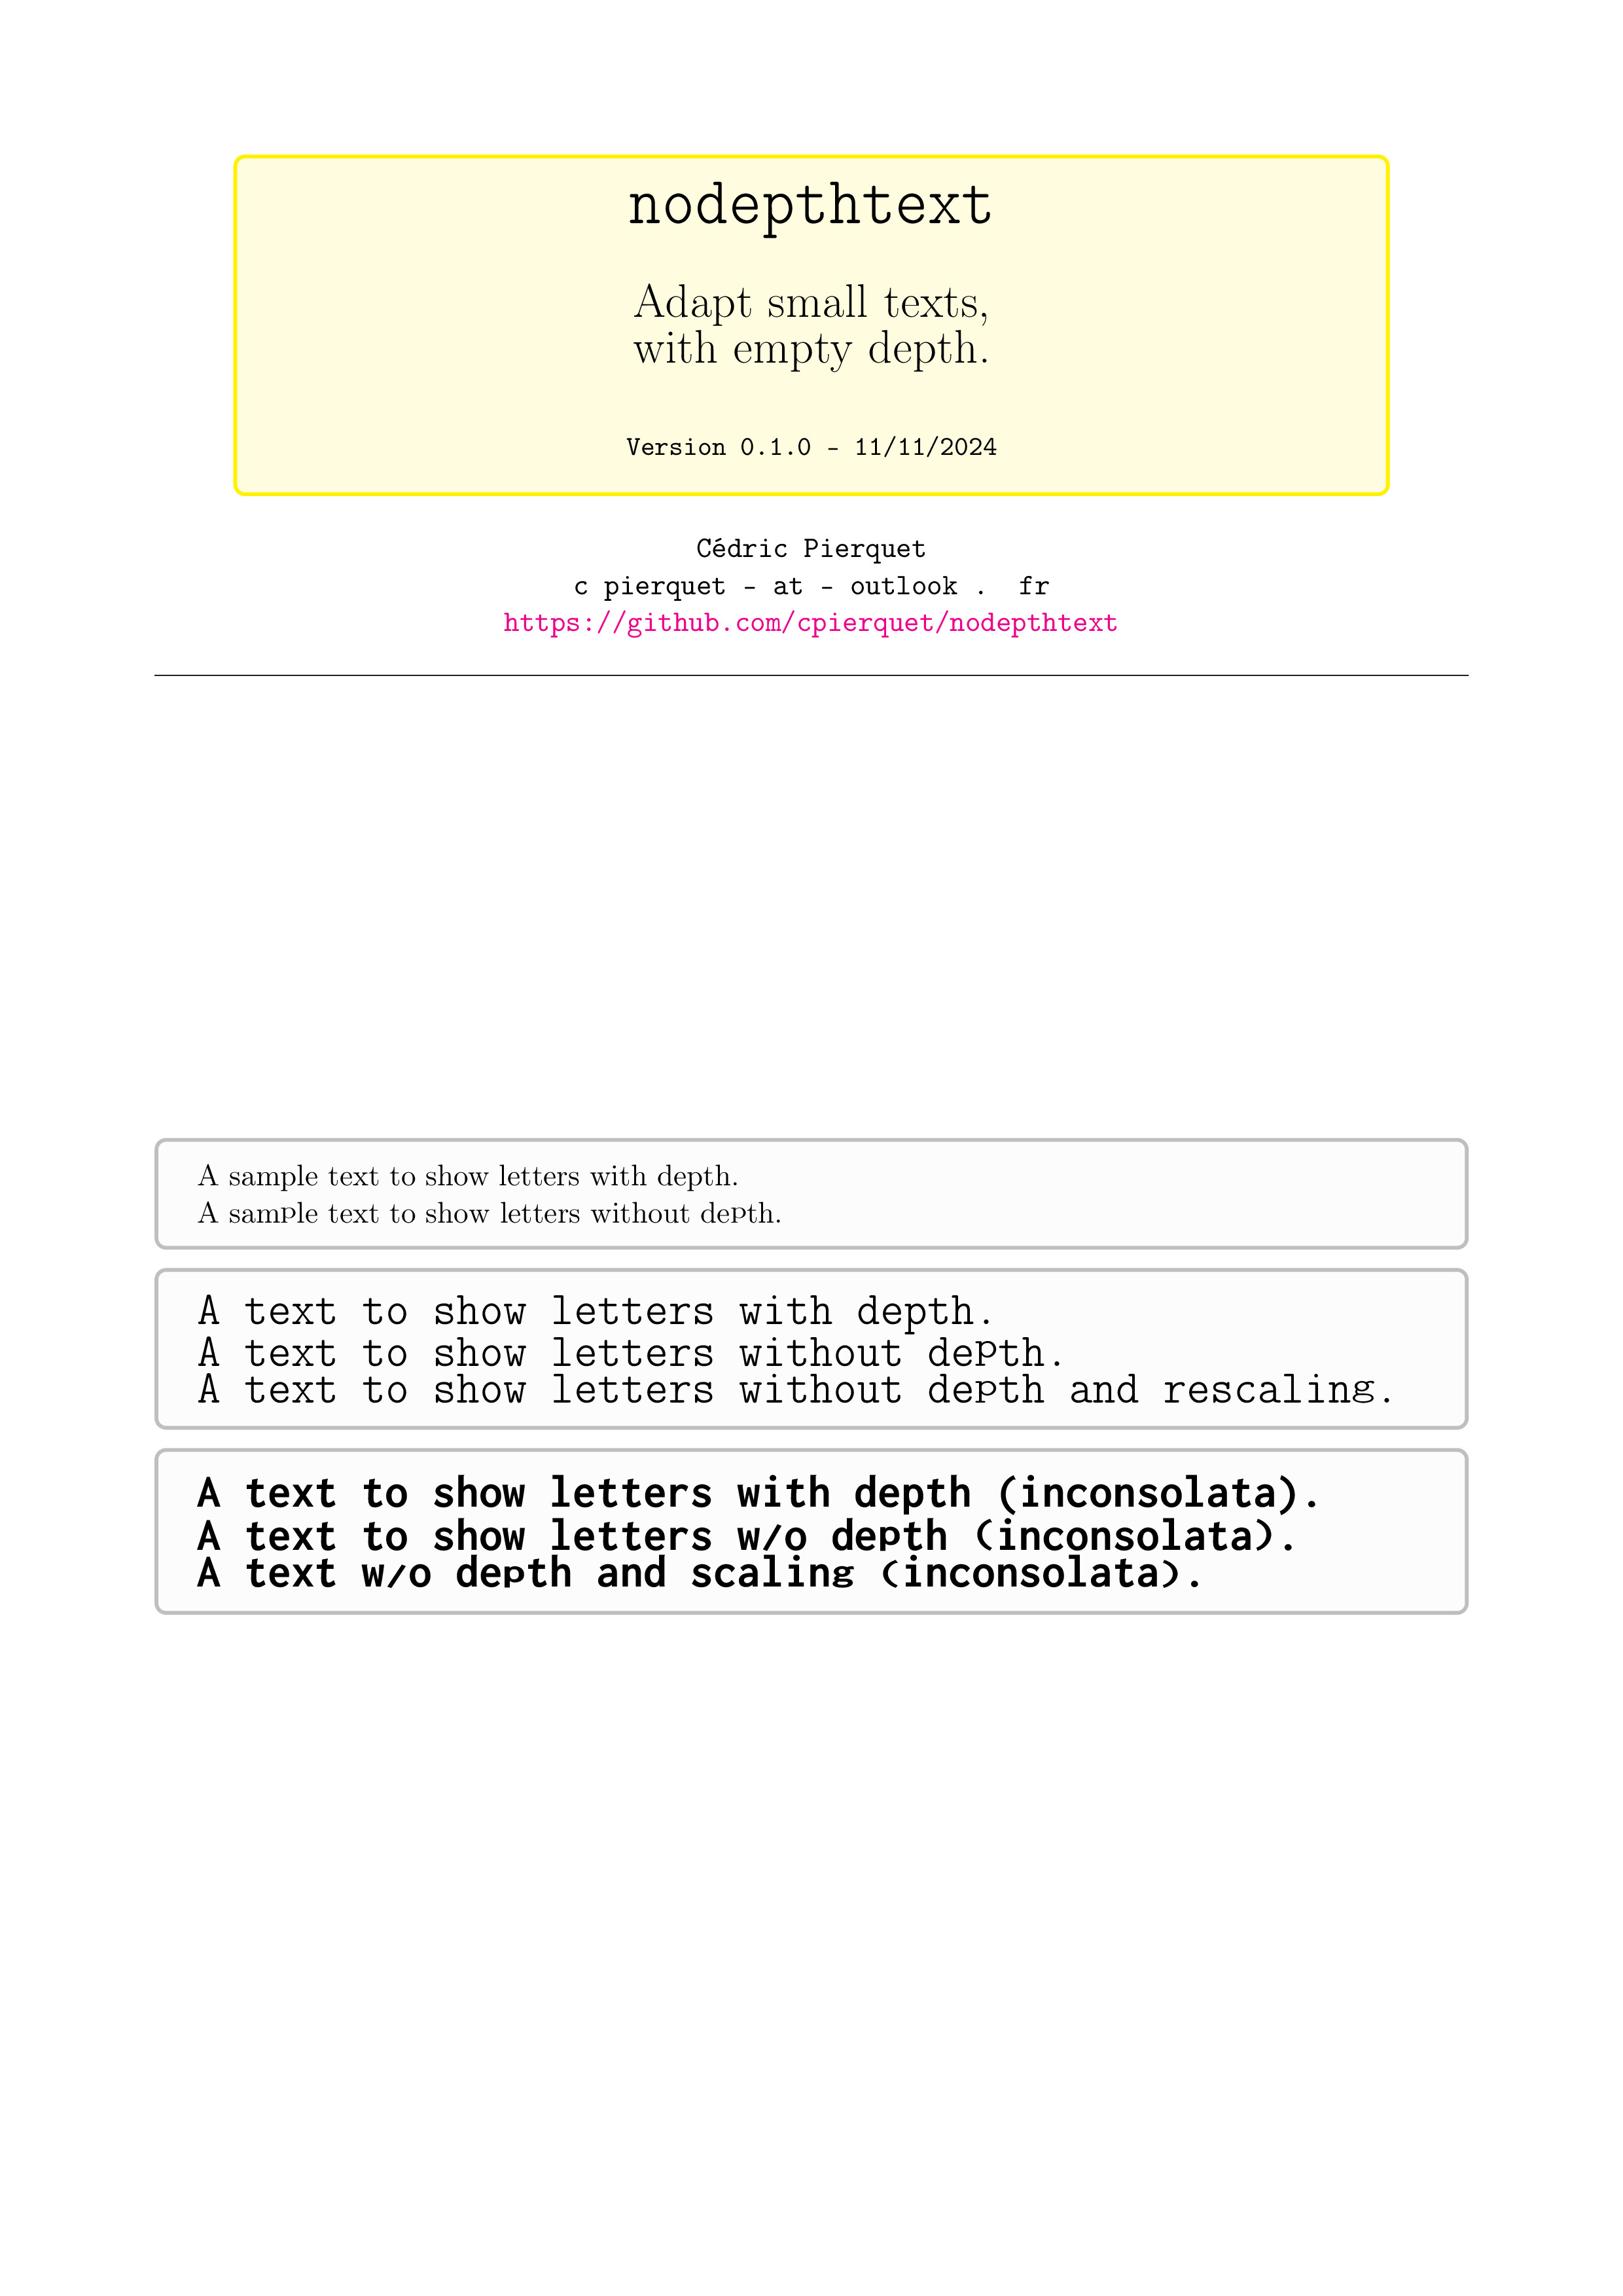 nodepthtext
Adapt small texts,
with empty depth.
Version 0.1.0 - 11/11/2024
Cédric Pierquet
c pierquet - at - outlook . fr
https://github.com/cpierquet/nodepthtext
A sample text to show letters with depth.
A sample text to show letters without depth.
A text to show letters with depth.
A text to show letters without depth.
A text to show letters without depth and rescaling.
A text to show letters with depth (inconsolata).
A text to show letters w/o depth (inconsolata).
A text w/o depth and scaling (inconsolata).